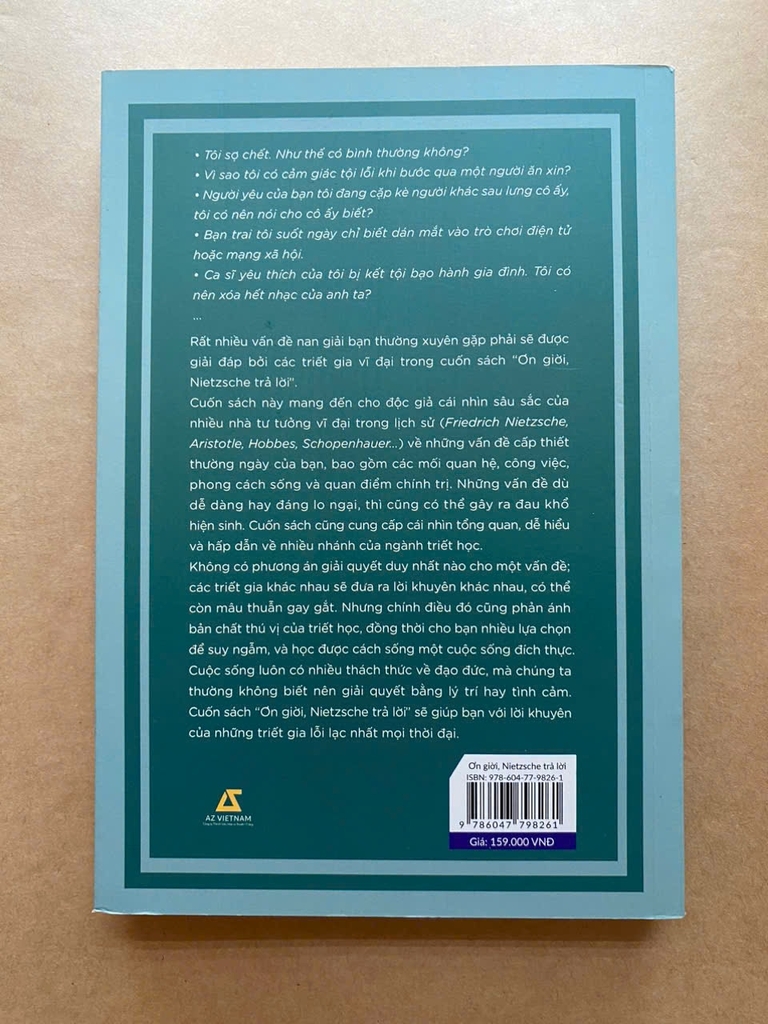 • Tôi sợ chết. Như thế có bình thường không?
• Vì sao tôi có cảm giác tội lỗi khi bước qua một người ăn xin?
• Người yêu của bạn tôi đang cặp kè người khác sau lưng cô ấy,
tôi có nên nói cho cô ấy biết?
• Bạn trai tôi suốt ngày chỉ biết dán mắt vào trò chơi điện tử
hoặc mạng xã hội.
• Ca sĩ yêu thích của tôi bị kết tội bạo hành gia đình. Tôi có
nên xóa hết nhạc của anh ta?
...
Rất nhiều vấn đề nan giải bạn thường xuyên gặp phải sẽ được
giải đáp bởi các triết gia vĩ đại trong cuốn sách “Ơn giời,
Nietzsche trả lời”.
Cuốn sách này mang đến cho độc giả cái nhìn sâu sắc của
nhiều nhà tư tưởng vĩ đại trong lịch sử (Friedrich Nietzsche,
Aristotle, Hobbes, Schopenhauer...) về những vấn đề cấp thiết
thường ngày của bạn, bao gồm các mối quan hệ, công việc,
phong cách sống và quan điểm chính trị. Những vấn đề dù
dễ dàng hay đáng lo ngại, thì cũng có thể gây ra đau khổ
hiện sinh. Cuốn sách cũng cung cấp cái nhìn tổng quan, dễ hiểu
và hấp dẫn về nhiều nhánh của ngành triết học.
Không có phương án giải quyết duy nhất nào cho một vấn đề;
các triết gia khác nhau sẽ đưa ra lời khuyên khác nhau, có thể
còn mâu thuẫn gay gắt. Nhưng chính điều đó cũng phản ánh
bản chất thú vị của triết học, đồng thời cho bạn nhiều lựa chọn
để suy ngẫm, và học được cách sống một cuộc sống đích thực.
Cuộc sống luôn có nhiều thách thức về đạo đức, mà chúng ta
thường không biết nên giải quyết bằng lý trí hay tình cảm.
Cuốn sách “Ơn giời, Nietzsche trả lời” sẽ giúp bạn với lời khuyên
của những triết gia lỗi lạc nhất mọi thời đại.
AZ VIETNAM
Ơn giời, Nietzsche trả lời
ISBN: 978-604-77-9826-1
9 786047 798261
Giá: 159.000 VNĐ